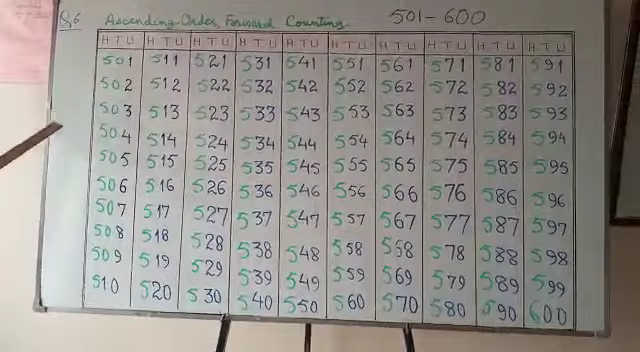 Q.6 Ascending Order Forward Counting 501-600
H T U H T U H T U H T U H T U H T U H T U H T U H T U H T U
501 511 521 531 541 551 561 571 581 591
502 512 522 532 542 552 562 572 582 592
503 513 523 533 543 553 563 573 583 593
504 514 524 534 544 554 564 574 584 594
505 515 525 535 545 555 565 575 585 595
506 516 526 536 546 556 566 576 586 596
507 517 527 537 547 557 567 577 587 597
508 518 528 538 548 558 558 578 588 598
509 519 529 539 549 559 569 579 589 599
510 520 530 540 550 560 570 580 590 600